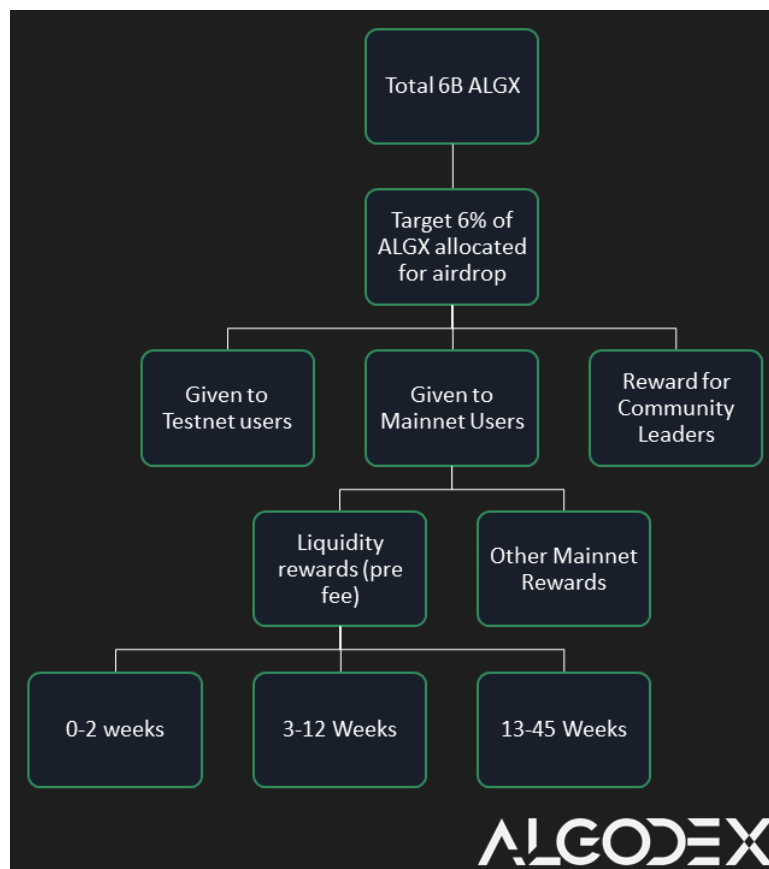 Total 6B ALGX
Target 6% of
ALGX allocated
for airdrop
Given to
Testnet users
Given to
Mainnet Users
Reward for
Community
Leaders
Liquidity
rewards (pre
fee)
Other Mainnet
Rewards
0-2 weeks
3-12 Weeks
13-45 Weeks
ALGODEX